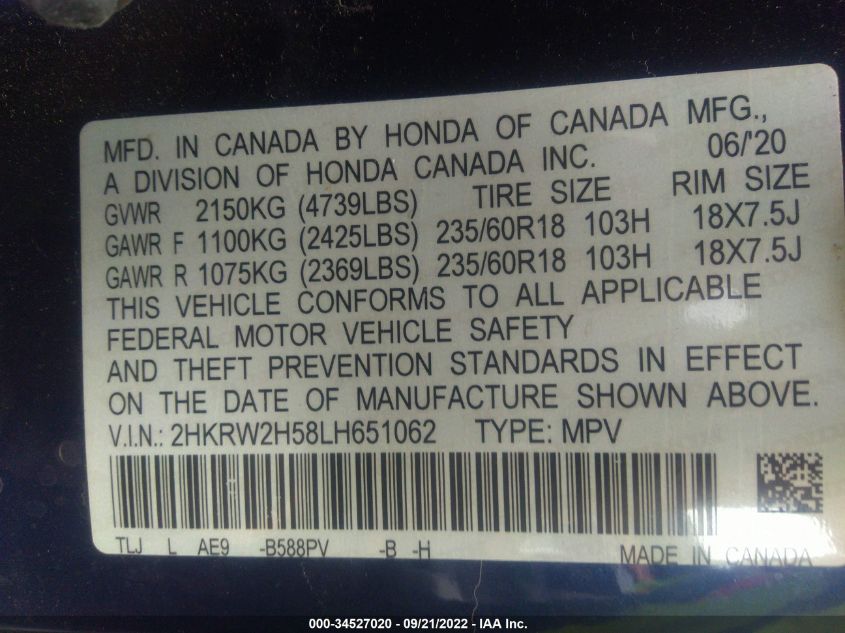 MFD. IN CANADA BY HONDA OF CANADA MFG.,
A DIVISION OF HONDA CANADA INC. 06/'20
GVWR 2150KG (4739LBS) TIRE SIZE RIM SIZE
GAWR F 1100KG (2425LBS) 235/60R18 103H 18X7.5J
GAWR R 1075KG (2369LBS) 235/60R18 103H 18X7.5J
THIS VEHICLE CONFORMS TO ALL APPLICABLE
FEDERAL MOTOR VEHICLE SAFETY
AND THEFT PREVENTION STANDARDS IN EFFECT
ON THE DATE OF MANUFACTURE SHOWN ABOVE.
V.I.N.: 2HKRW2H58LH651062 TYPE: MPV
TLJ L AE9 -B588PV -B -H MADE IN CANADA
000-34527020 - 09/21/2022 - IAA Inc.